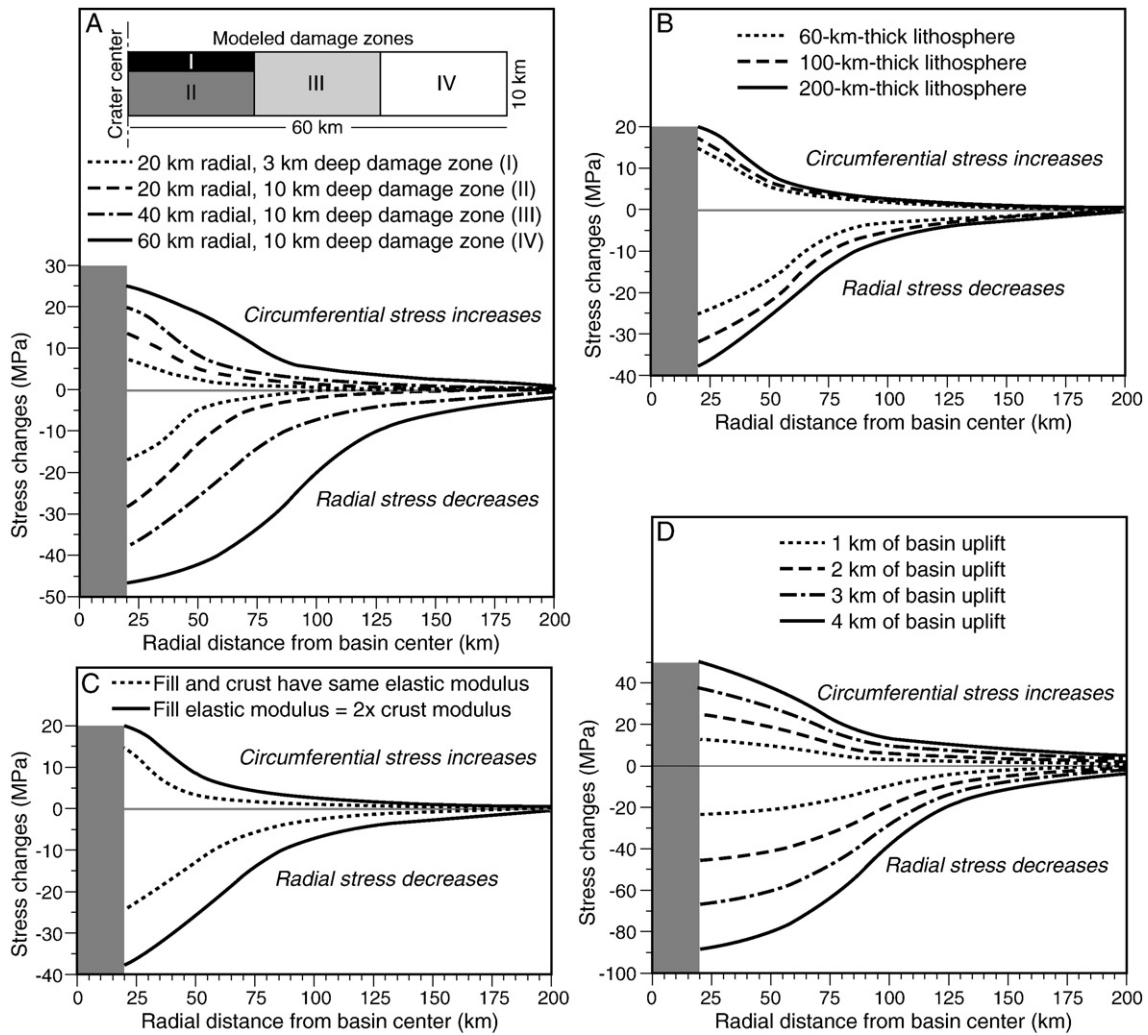 A
Modeled damage zones
Crater center
I
II
III
IV
10 km
60 km
20 km radial, 3 km deep damage zone (I)
20 km radial, 10 km deep damage zone (II)
40 km radial, 10 km deep damage zone (III)
60 km radial, 10 km deep damage zone (IV)
30
20
10
0
-10
-20
-30
-40
-50
Stress changes (MPa)
Circumferential stress increases
Radial stress decreases
0 25 50 75 100 125 150 175 200
Radial distance from basin center (km)
B
60-km-thick lithosphere
100-km-thick lithosphere
200-km-thick lithosphere
20
10
0
-10
-20
-30
-40
Stress changes (MPa)
Circumferential stress increases
Radial stress decreases
0 25 50 75 100 125 150 175 200
Radial distance from basin center (km)
C
Fill and crust have same elastic modulus
Fill elastic modulus = 2x crust modulus
20
10
0
-10
-20
-30
-40
Stress changes (MPa)
Circumferential stress increases
Radial stress decreases
0 25 50 75 100 125 150 175 200
Radial distance from basin center (km)
D
1 km of basin uplift
2 km of basin uplift
3 km of basin uplift
4 km of basin uplift
40
20
0
-20
-40
-60
-80
-100
Stress changes (MPa)
Circumferential stress increases
Radial stress decreases
0 25 50 75 100 125 150 175 200
Radial distance from basin center (km)